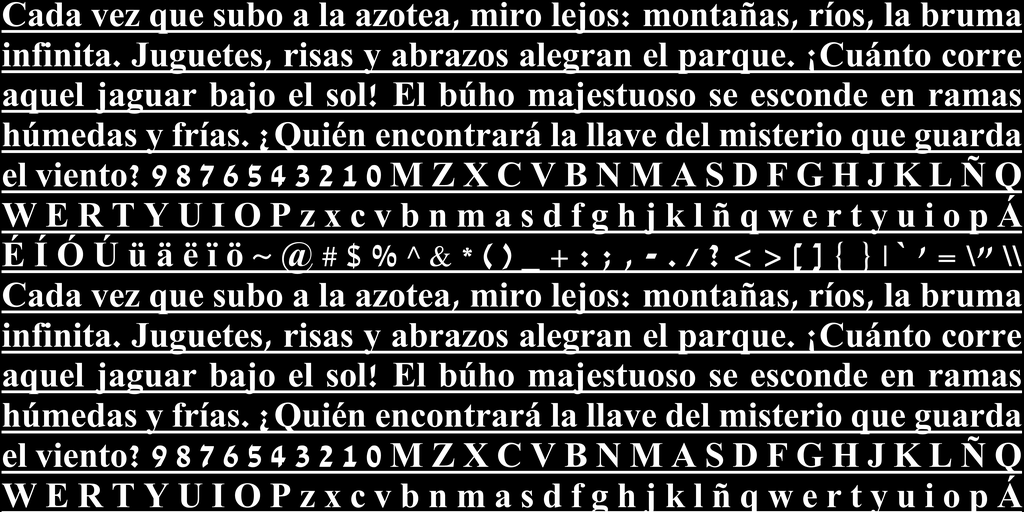 Cada vez que subo a la azotea, miro lejos: montañas, ríos, la bruma
infinita. Juguetes, risas y abrazos alegran el parque. ¡Cuánto corre
aquel jaguar bajo el sol! El búho majestuoso se esconde en ramas
húmedas y frías. ¿Quién encontrará la llave del misterio que guarda
el viento? 9 8 7 6 5 4 3 2 1 0 M Z X C V B N M A S D F G H J K L Ñ Q
W E R T Y U I O P z x c v b n m a s d f g h j k l ñ q w e r t y u i o p Á
É Í Ó Ú ü ä ë ï ö ~ @ # $ % ^ & * ( ) _ + : ; , - . / ? < > [ ] { } | ` ' = \" \\
Cada vez que subo a la azotea, miro lejos: montañas, ríos, la bruma
infinita. Juguetes, risas y abrazos alegran el parque. ¡Cuánto corre
aquel jaguar bajo el sol! El búho majestuoso se esconde en ramas
húmedas y frías. ¿Quién encontrará la llave del misterio que guarda
el viento? 9 8 7 6 5 4 3 2 1 0 M Z X C V B N M A S D F G H J K L Ñ Q
W E R T Y U I O P z x c v b n m a s d f g h j k l ñ q w e r t y u i o p Á